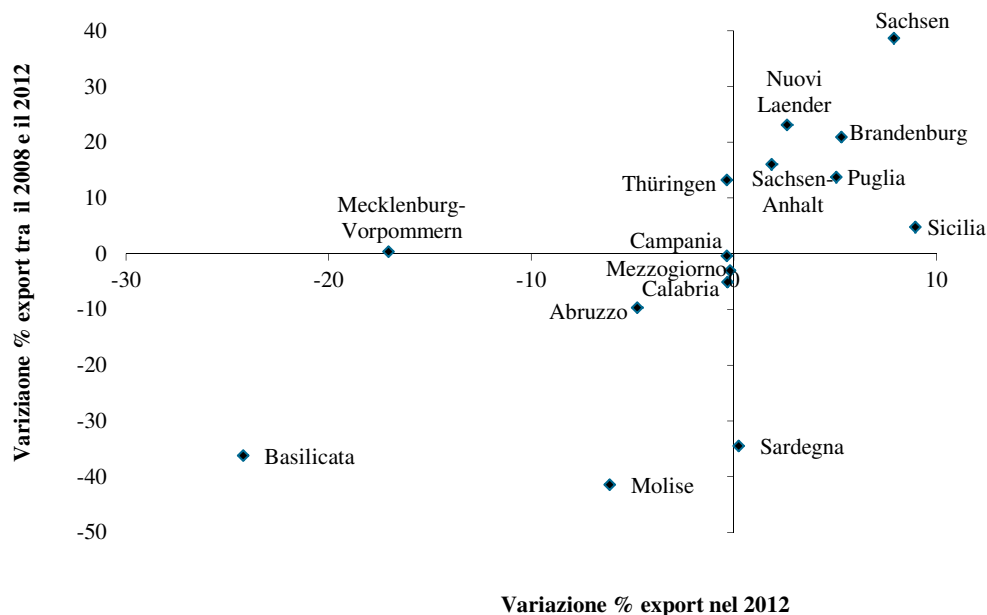 Sachsen
40
30
Nuovi
Laender
20
Brandenburg
Thüringen
Sachsen-
Anhalt
Puglia
10
Mecklenburg-
Vorpommern
Sicilia
Campania
0
Mezzogiorno
-30
-20
-10
0
10
Calabria
-10
Abruzzo
-20
-30
Sardegna
Basilicata
-40
Molise
-50
Variziaone % export tra il 2008 e il 2012
Variazione % export nel 2012